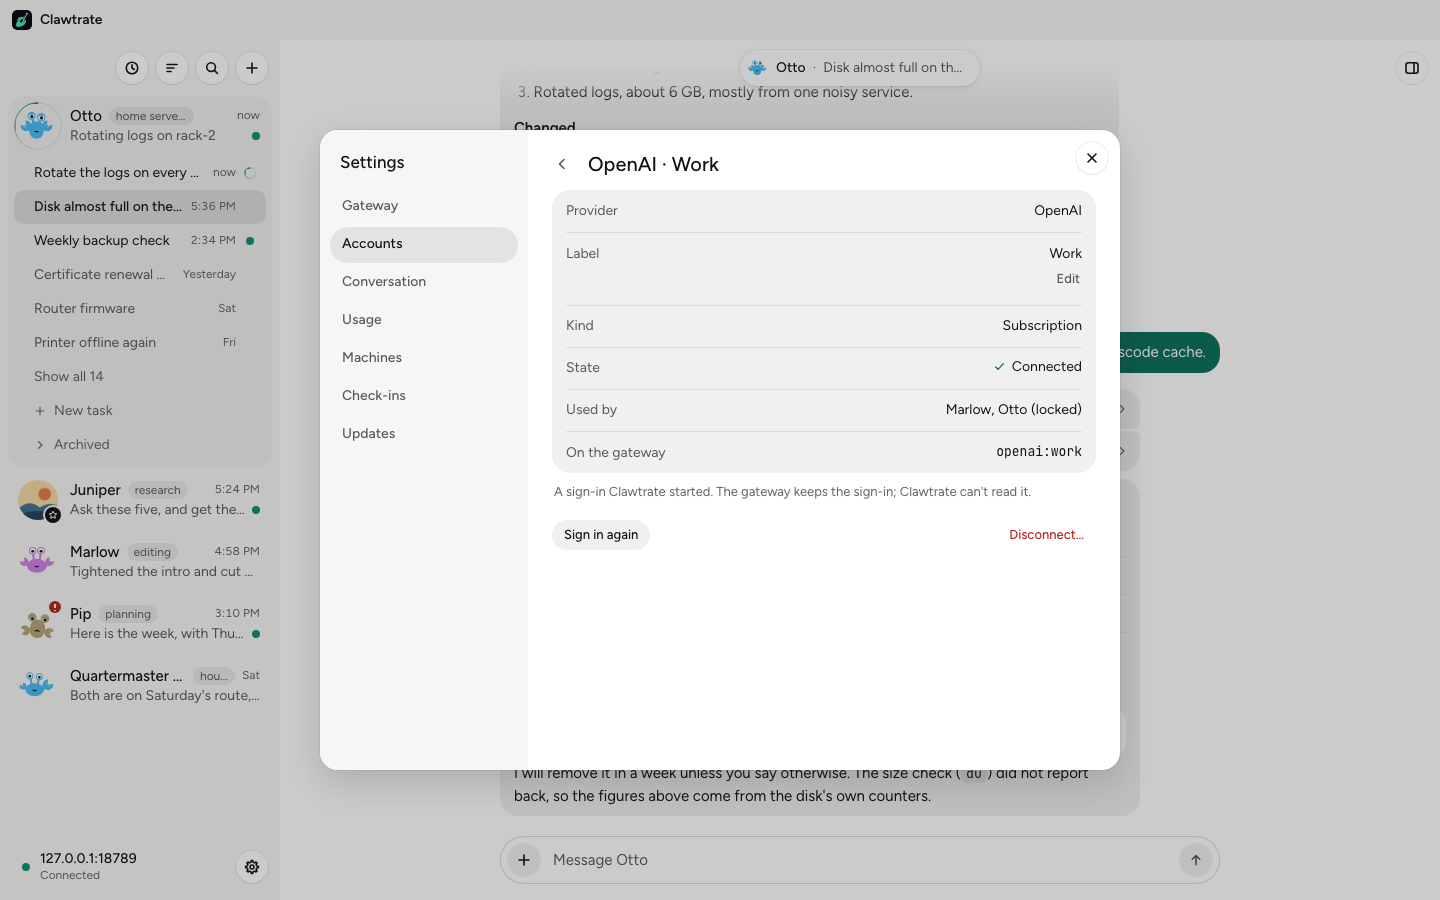 Clawtrate
Otto home serve... now
Rotating logs on rack-2
Rotate the logs on every ... now
Disk almost full on the... 5:36 PM
Weekly backup check 2:34 PM
Certificate renewal ... Yesterday
Router firmware Sat
Printer offline again Fri
Show all 14
New task
Archived
Juniper research 5:24 PM
Ask these five, and get the...
Marlow editing 4:58 PM
Tightened the intro and cut ...
Pip planning 3:10 PM
Here is the week, with Thu...
Quartermaster ... hou... Sat
Both are on Saturday's route,...
127.0.0.1:18789
Connected
Otto · Disk almost full on th...
3. Rotated logs, about 6 GB, mostly from one noisy service.
Changed
scode cache.
Settings
Gateway
Accounts
Conversation
Usage
Machines
Check-ins
Updates
OpenAI · Work
Provider OpenAI
Label Work
Edit
Kind Subscription
State Connected
Used by Marlow, Otto (locked)
On the gateway openai:work
A sign-in Clawtrate started. The gateway keeps the sign-in; Clawtrate can't read it.
Sign in again Disconnect...
I will remove it in a week unless you say otherwise. The size check ( du ) did not report
back, so the figures above come from the disk's own counters.
Message Otto